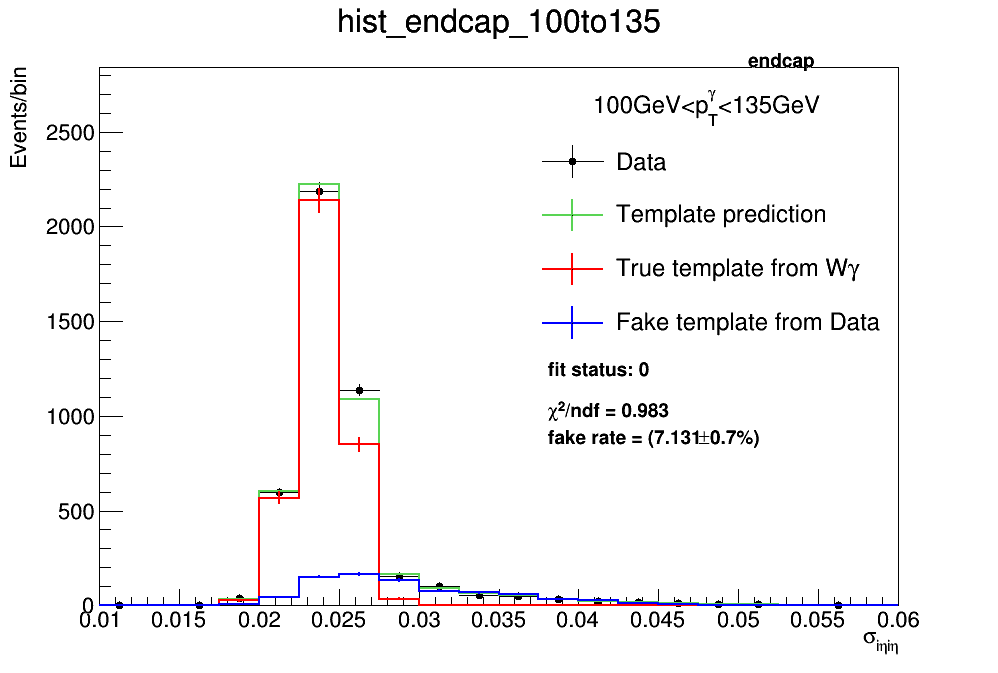 hist_endcap_100to135
endcap
Events/bin
100GeV<p_T^γ<135GeV
Data
Template prediction
True template from Wγ
Fake template from Data
fit status: 0
χ²/ndf = 0.983
fake rate = (7.131±0.7%)
2500
2000
1500
1000
500
0
0.01 0.015 0.02 0.025 0.03 0.035 0.04 0.045 0.05 0.055 0.06
σ_iηiη